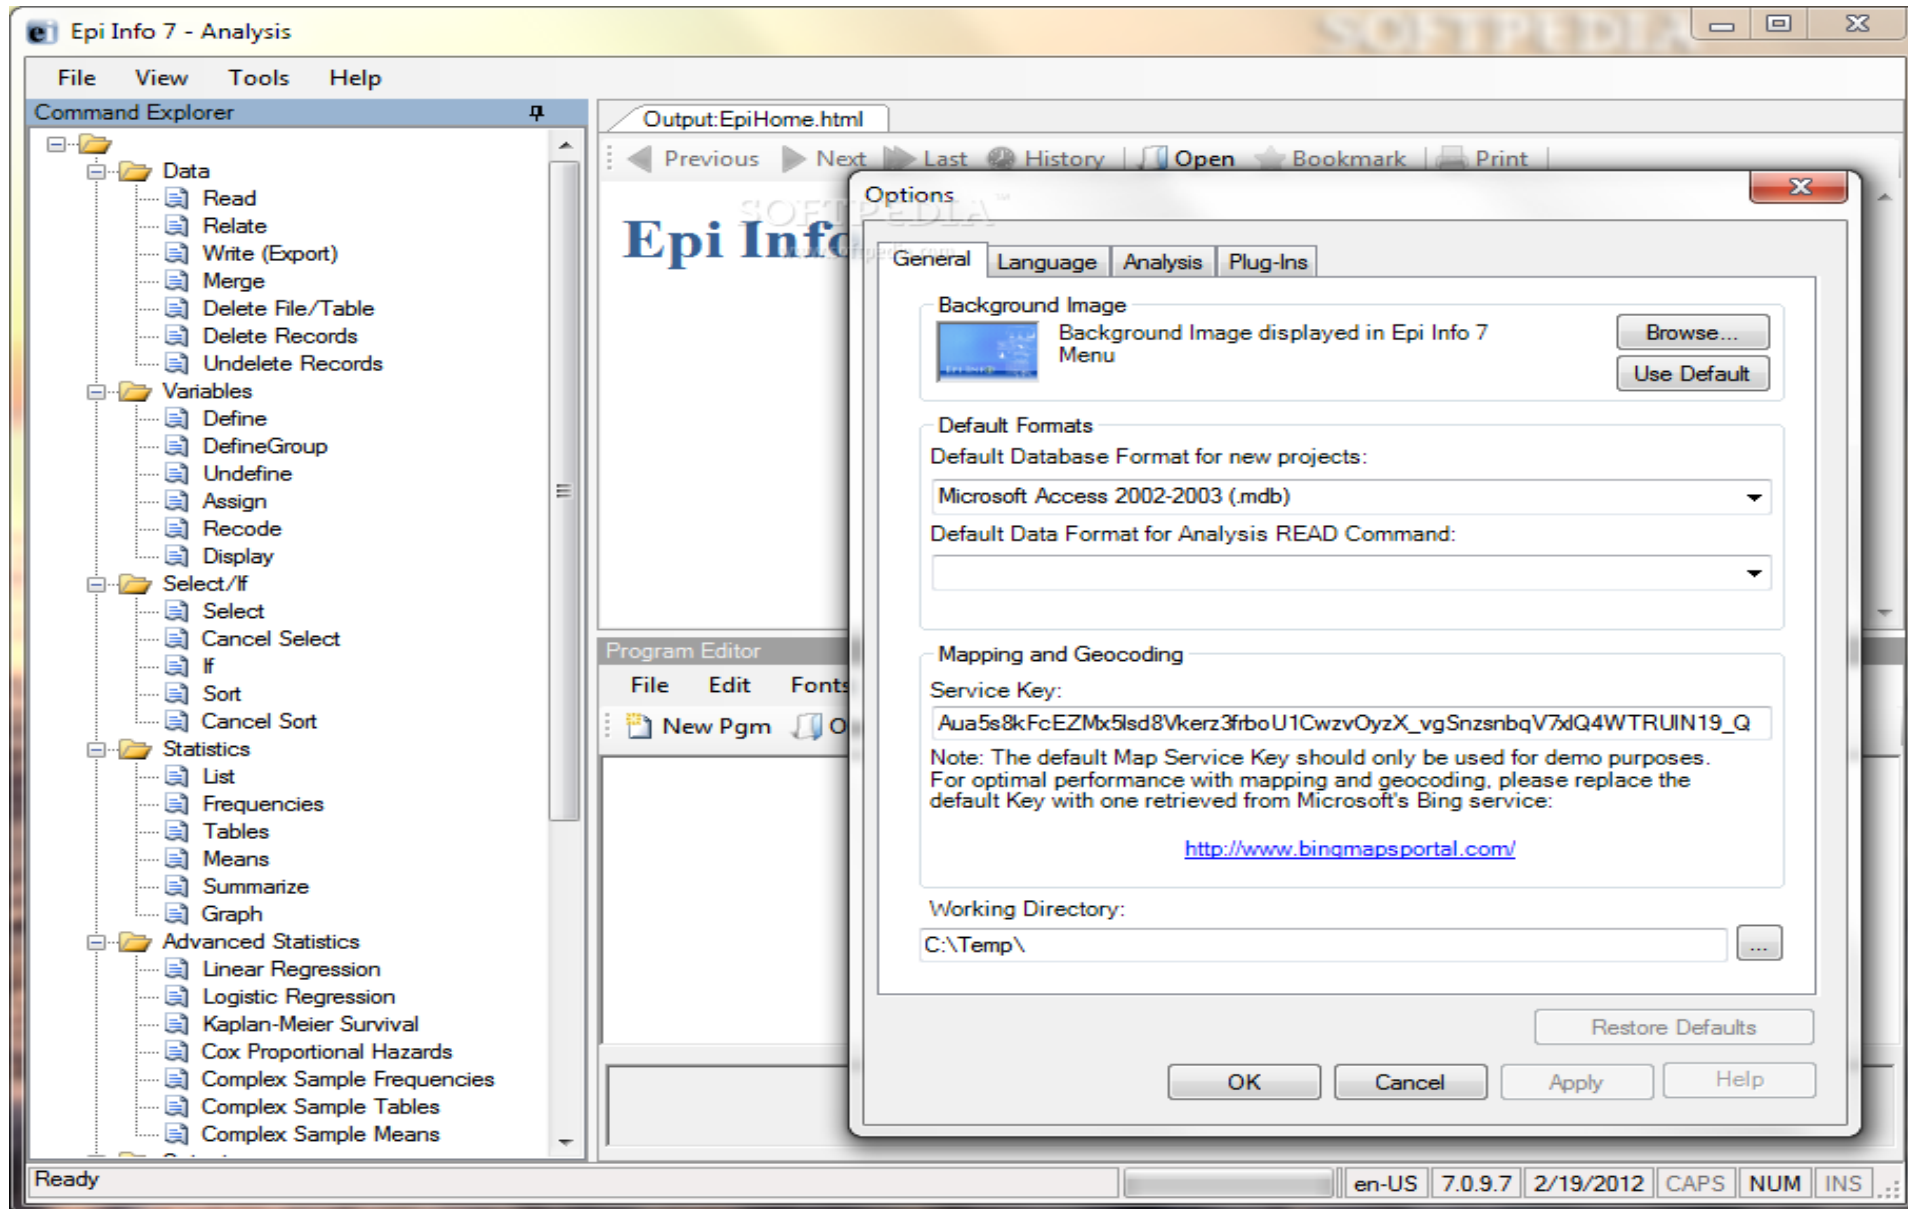 SOFTPEDIA
Epi Info 7 - Analysis
File View Tools Help
Command Explorer
Data
Read
Relate
Write (Export)
Merge
Delete File/Table
Delete Records
Undelete Records
Variables
Define
DefineGroup
Undefine
Assign
Recode
Display
Select/If
Select
Cancel Select
If
Sort
Cancel Sort
Statistics
List
Frequencies
Tables
Means
Summarize
Graph
Advanced Statistics
Linear Regression
Logistic Regression
Kaplan-Meier Survival
Cox Proportional Hazards
Complex Sample Frequencies
Complex Sample Tables
Complex Sample Means
Output:EpiHome.html
Previous Next Last History Open Bookmark Print
Epi Info
SOFTPEDIA™
www.softpedia.com
Program Editor
File Edit Fonts
New Pgm O
Options
General Language Analysis Plug-Ins
Background Image
Background Image displayed in Epi Info 7
Menu
Browse...
Use Default
Default Formats
Default Database Format for new projects:
Microsoft Access 2002-2003 (.mdb)
Default Data Format for Analysis READ Command:
Mapping and Geocoding
Service Key:
Note: The default Map Service Key should only be used for demo purposes.
For optimal performance with mapping and geocoding, please replace the
default Key with one retrieved from Microsoft's Bing service:
http://www.bingmapsportal.com/
Working Directory:
C:\Temp\
...
Restore Defaults
OK Cancel Apply Help
Ready
en-US 7.0.9.7 2/19/2012 CAPS NUM INS